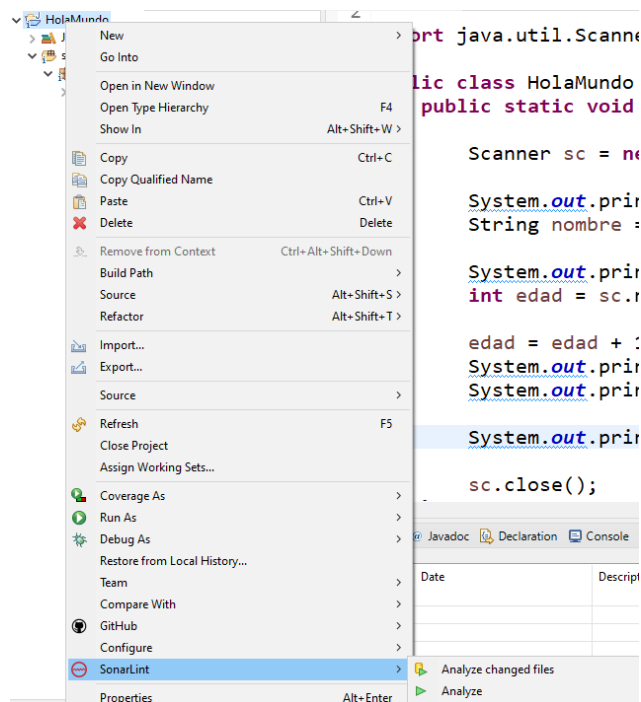 HolaMundo
New
Go Into
Open in New Window
Open Type Hierarchy F4
Show In Alt+Shift+W >
Copy Ctrl+C
Copy Qualified Name
Paste Ctrl+V
Delete Delete
Remove from Context Ctrl+Alt+Shift+Down
Build Path
Source Alt+Shift+S >
Refactor Alt+Shift+T >
Import...
Export...
Source
Refresh F5
Close Project
Assign Working Sets...
Coverage As
Run As
Debug As
Restore from Local History...
Team
Compare With
GitHub
Configure
SonarLint
Properties Alt+Enter
Analyze changed files
Analyze
2
ort java.util.Scanne
lic class HolaMundo
public static void
Scanner sc = ne
System.out.prin
String nombre =
System.out.prin
int edad = sc.n
edad = edad + 1
System.out.prin
System.out.prin
System.out.prin
sc.close();
@ Javadoc Declaration Console
Date Descript